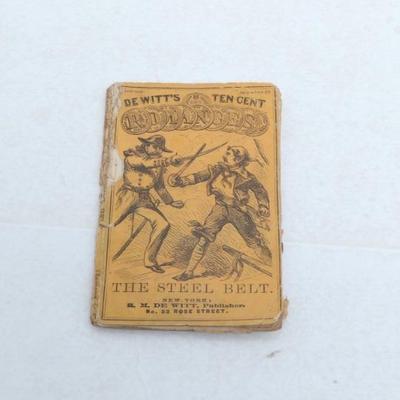 DE WITT'S TEN CENT
ROMANCES
THE STEEL BELT.
NEW YORK:
R. M. DE WITT, Publisher,
No. 33 ROSE STREET.